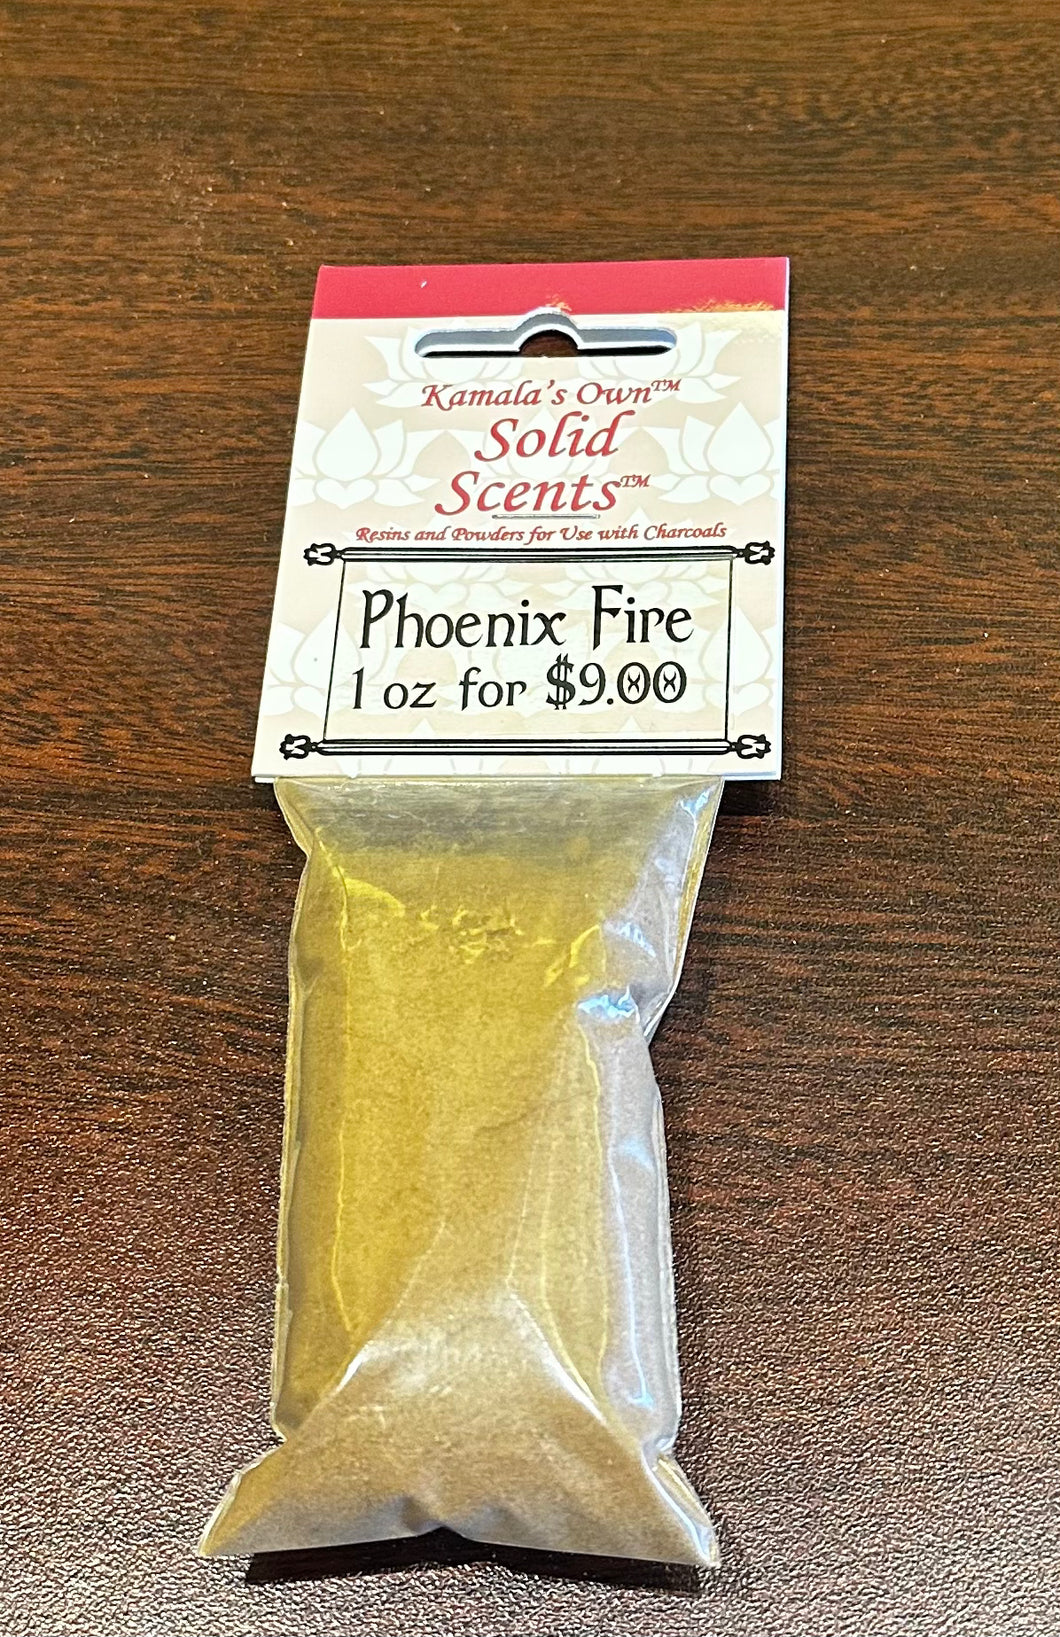 Kamala's Own™
Solid
Scents™
Resins and Powders for Use with Charcoals
Phoenix Fire
1 oz for $9.00